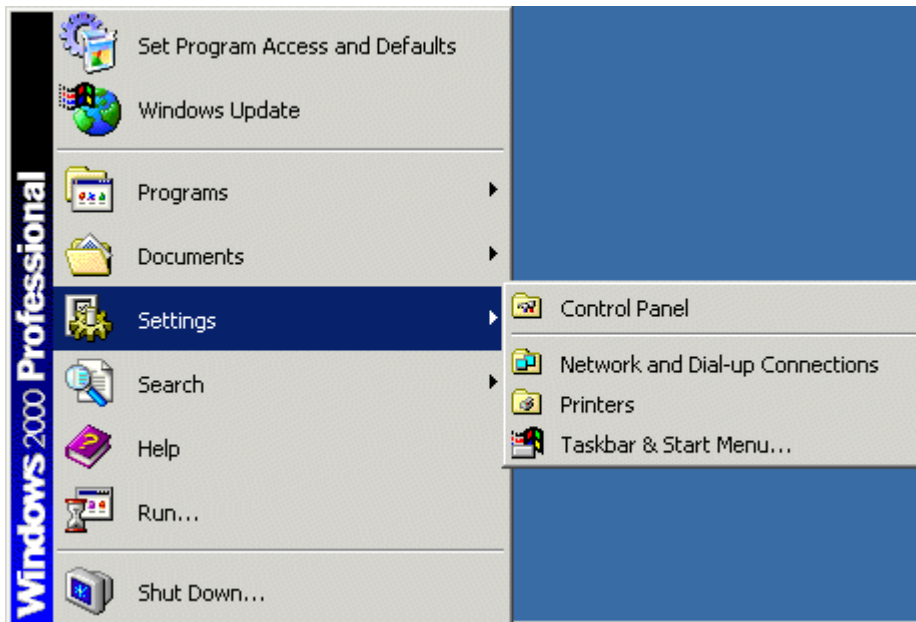 Set Program Access and Defaults
Windows Update
Programs
Documents
Settings
Search
Help
Run...
Shut Down...
Control Panel
Network and Dial-up Connections
Printers
Taskbar & Start Menu...
Windows 2000 Professional